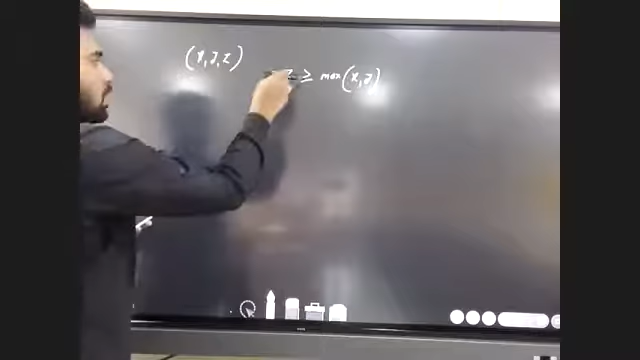 (x, y, z)
z ≥ max(x, y)